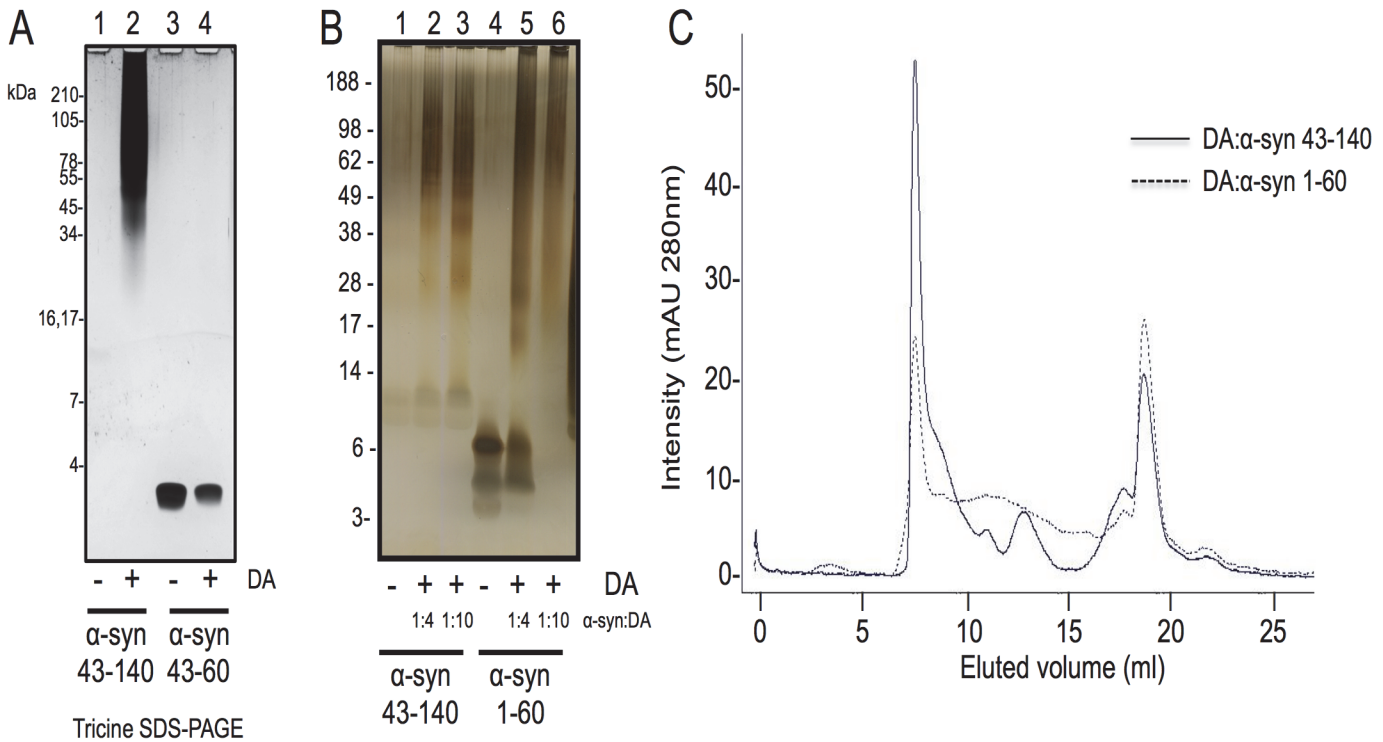 A
1 2 3 4
kDa
210-
105-
78-
55-
45-
34-
16,17-
7-
4-
- + - + DA
α-syn 43-140
α-syn 43-60
Tricine SDS-PAGE
B
1 2 3 4 5 6
188 -
98 -
62 -
49 -
38 -
28 -
17 -
14 -
6 -
3-
- + + - + + DA
1:4 1:10 1:4 1:10 α-syn:DA
α-syn 43-140
α-syn 1-60
C
Intensity (mAU 280nm)
50-
40-
30-
20-
10-
0-
0 5 10 15 20 25
Eluted volume (ml)
DA:α-syn 43-140
DA:α-syn 1-60